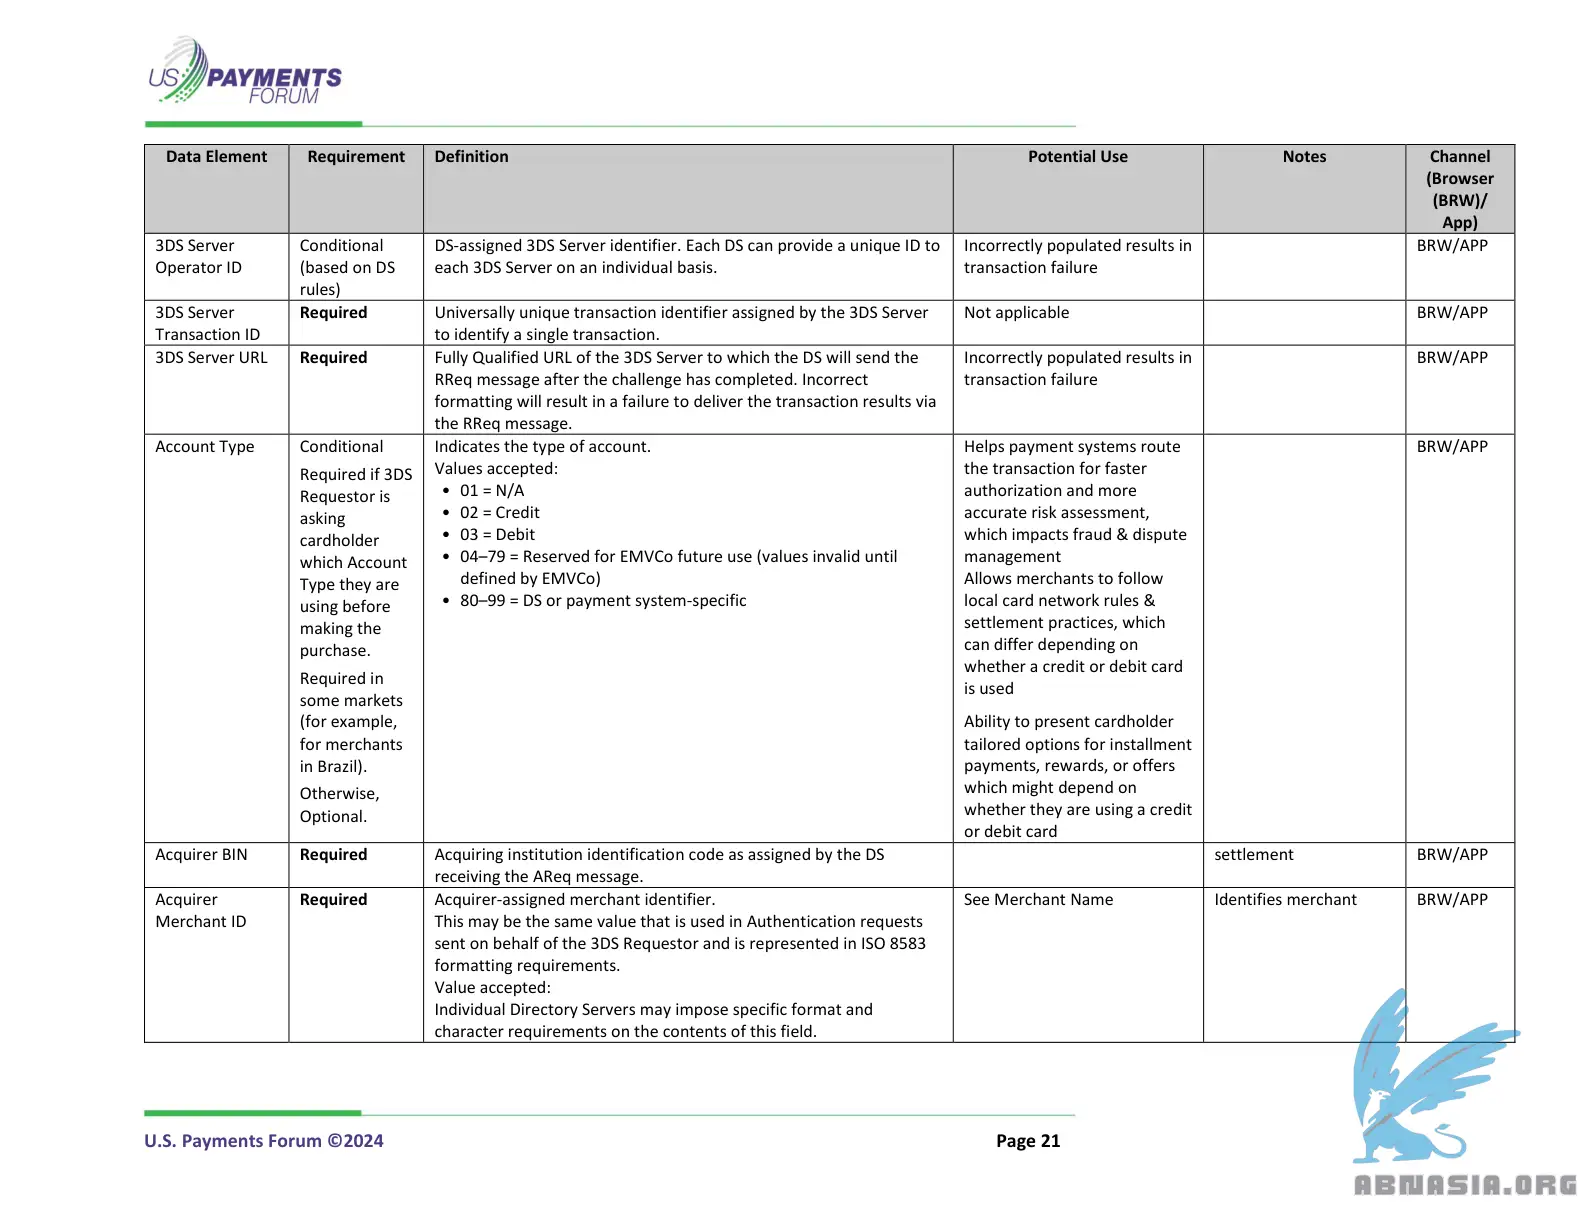 US PAYMENTS
FORUM
Data Element
Requirement
Definition
Potential Use
Notes
Channel
(Browser
(BRW)/
App)
3DS Server
Operator ID
Conditional
(based on DS
rules)
DS-assigned 3DS Server identifier. Each DS can provide a unique ID to
each 3DS Server on an individual basis.
Incorrectly populated results in
transaction failure
BRW/APP
3DS Server
Transaction ID
Required
Universally unique transaction identifier assigned by the 3DS Server
to identify a single transaction.
Not applicable
BRW/APP
3DS Server URL
Required
Fully Qualified URL of the 3DS Server to which the DS will send the
RReq message after the challenge has completed. Incorrect
formatting will result in a failure to deliver the transaction results via
the RReq message.
Incorrectly populated results in
transaction failure
BRW/APP
Account Type
Conditional
Required if 3DS
Requestor is
asking
cardholder
which Account
Type they are
using before
making the
purchase.
Required in
some markets
(for example,
for merchants
in Brazil).
Otherwise,
Optional.
Indicates the type of account.
Values accepted:
• 01 = N/A
• 02 = Credit
• 03 = Debit
• 04–79 = Reserved for EMVCo future use (values invalid until
defined by EMVCo)
• 80–99 = DS or payment system-specific
Helps payment systems route
the transaction for faster
authorization and more
accurate risk assessment,
which impacts fraud & dispute
management
Allows merchants to follow
local card network rules &
settlement practices, which
can differ depending on
whether a credit or debit card
is used
Ability to present cardholder
tailored options for installment
payments, rewards, or offers
which might depend on
whether they are using a credit
or debit card
BRW/APP
Acquirer BIN
Required
Acquiring institution identification code as assigned by the DS
receiving the AReq message.
settlement
BRW/APP
Acquirer
Merchant ID
Required
Acquirer-assigned merchant identifier.
This may be the same value that is used in Authentication requests
sent on behalf of the 3DS Requestor and is represented in ISO 8583
formatting requirements.
Value accepted:
Individual Directory Servers may impose specific format and
character requirements on the contents of this field.
See Merchant Name
Identifies merchant
BRW/APP
U.S. Payments Forum ©2024
Page 21
ABNASIA.ORG